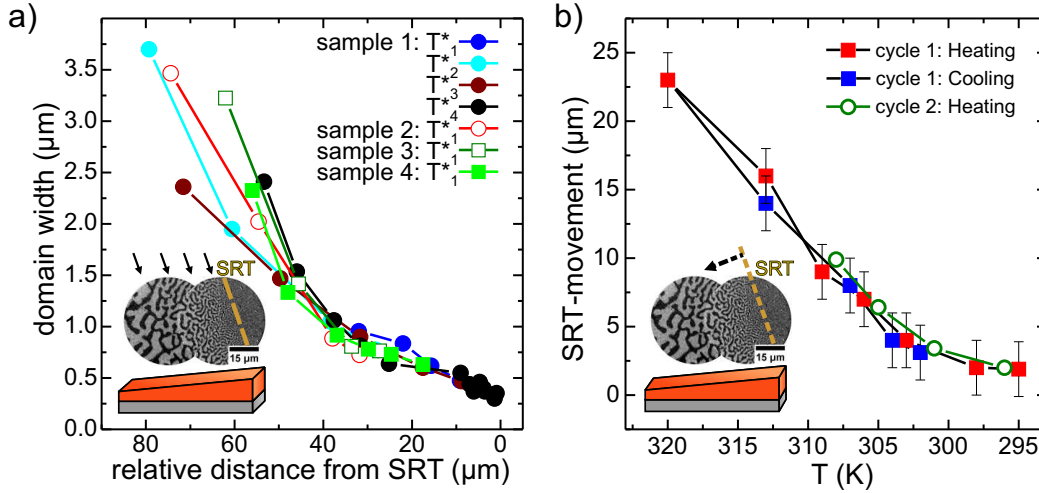 a)
domain width (µm)
3.5
3.0
2.5
2.0
1.5
1.0
0.5
0.0
sample 1: T*1
T*2
T*3
T*4
sample 2: T*1
sample 3: T*1
sample 4: T*1
SRT
15 µm
80 60 40 20 0
relative distance from SRT (µm)
b)
SRT-movement (µm)
25
20
15
10
5
0
cycle 1: Heating
cycle 1: Cooling
cycle 2: Heating
SRT
15 µm
320 315 310 305 300 295
T (K)